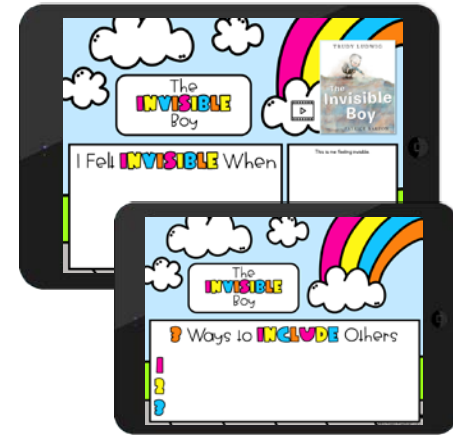 The
INVISIBLE
Boy
TRUDY LUDWIG
The
Invisible
Boy
I Felt INVISIBLE When
This is me feeling invisible.
The
INVISIBLE
Boy
3 Ways to INCLUDE Others
1
2
3